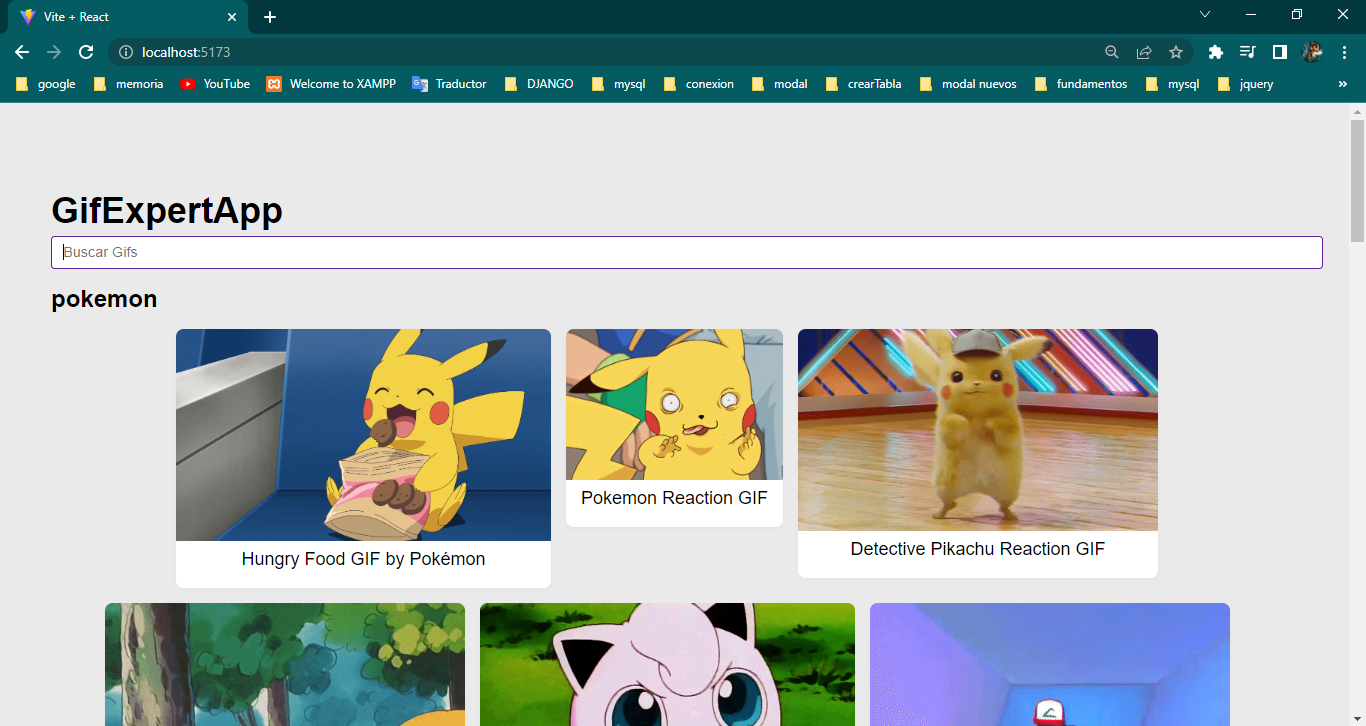 Vite + React
localhost:5173
google memoria YouTube Welcome to XAMPP Traductor DJANGO mysql conexion modal crearTabla modal nuevos fundamentos mysql jquery
GifExpertApp
Buscar Gifs
pokemon
Hungry Food GIF by Pokémon
Pokemon Reaction GIF
Detective Pikachu Reaction GIF